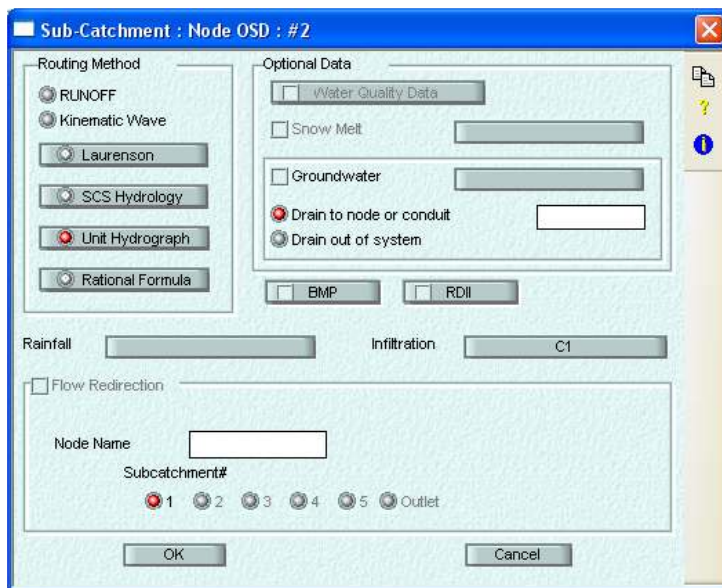 Sub-Catchment : Node OSD : #2
Routing Method
RUNOFF
Kinematic Wave
Laurenson
SCS Hydrology
Unit Hydrograph
Rational Formula
Optional Data
Water Quality Data
Snow Melt
Groundwater
Drain to node or conduit
Drain out of system
BMP
RDII
Rainfall
Infiltration
C1
Flow Redirection
Node Name
Subcatchment#
1 2 3 4 5 Outlet
OK
Cancel